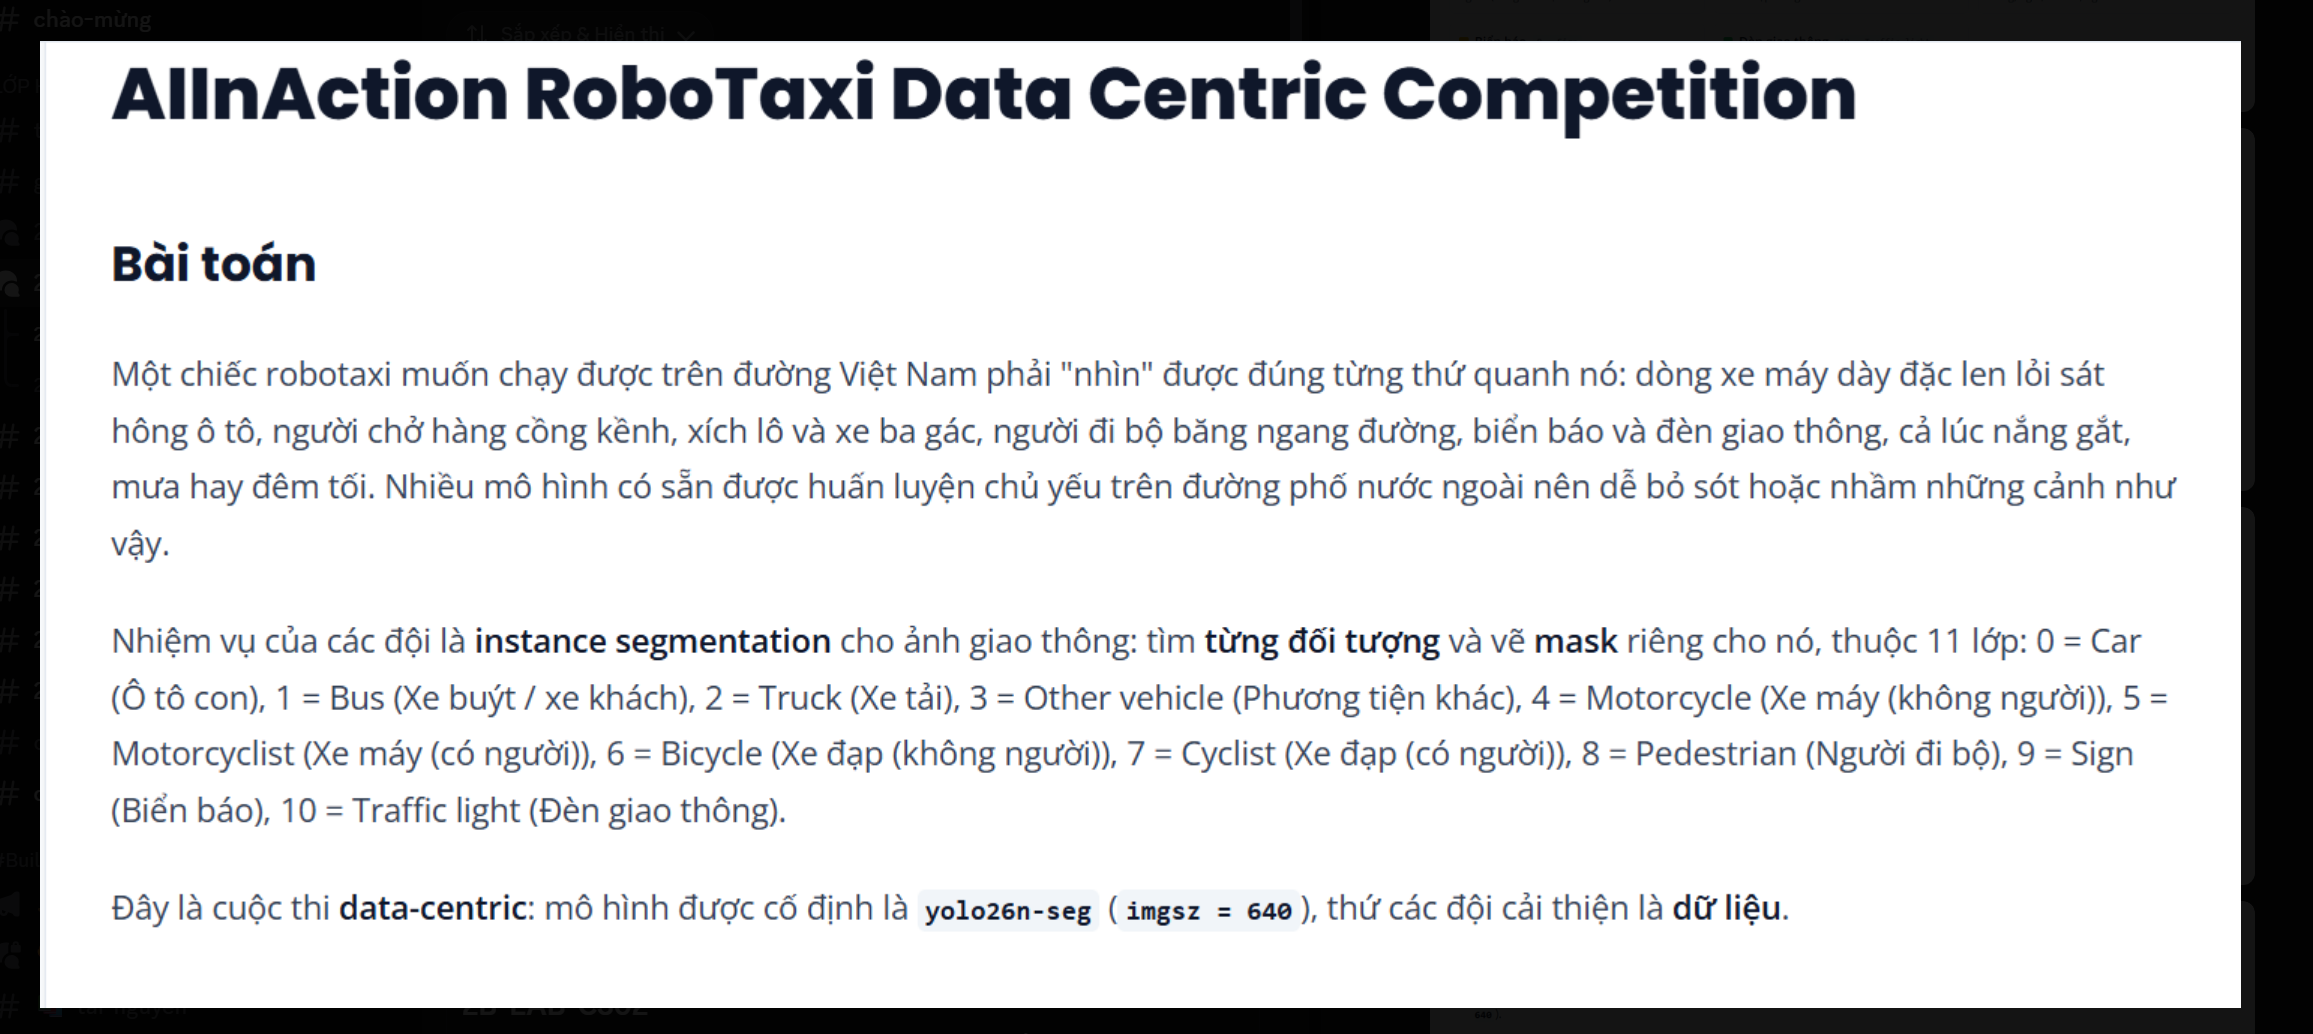 chào-mừng
Sắp xếp & Hiển thị
AIInAction RoboTaxi Data Centric Competition
Bài toán
Một chiếc robotaxi muốn chạy được trên đường Việt Nam phải "nhìn" được đúng từng thứ quanh nó: dòng xe máy dày đặc len lỏi sát
hông ô tô, người chở hàng cồng kềnh, xích lô và xe ba gác, người đi bộ băng ngang đường, biển báo và đèn giao thông, cả lúc nắng gắt,
mưa hay đêm tối. Nhiều mô hình có sẵn được huấn luyện chủ yếu trên đường phố nước ngoài nên dễ bỏ sót hoặc nhầm những cảnh như
vậy.
Nhiệm vụ của các đội là instance segmentation cho ảnh giao thông: tìm từng đối tượng và vẽ mask riêng cho nó, thuộc 11 lớp: 0 = Car
(Ô tô con), 1 = Bus (Xe buýt / xe khách), 2 = Truck (Xe tải), 3 = Other vehicle (Phương tiện khác), 4 = Motorcycle (Xe máy (không người)), 5 =
Motorcyclist (Xe máy (có người)), 6 = Bicycle (Xe đạp (không người)), 7 = Cyclist (Xe đạp (có người)), 8 = Pedestrian (Người đi bộ), 9 = Sign
(Biển báo), 10 = Traffic light (Đèn giao thông).
Đây là cuộc thi data-centric: mô hình được cố định là yolo26n-seg (imgsz = 640), thứ các đội cải thiện là dữ liệu.